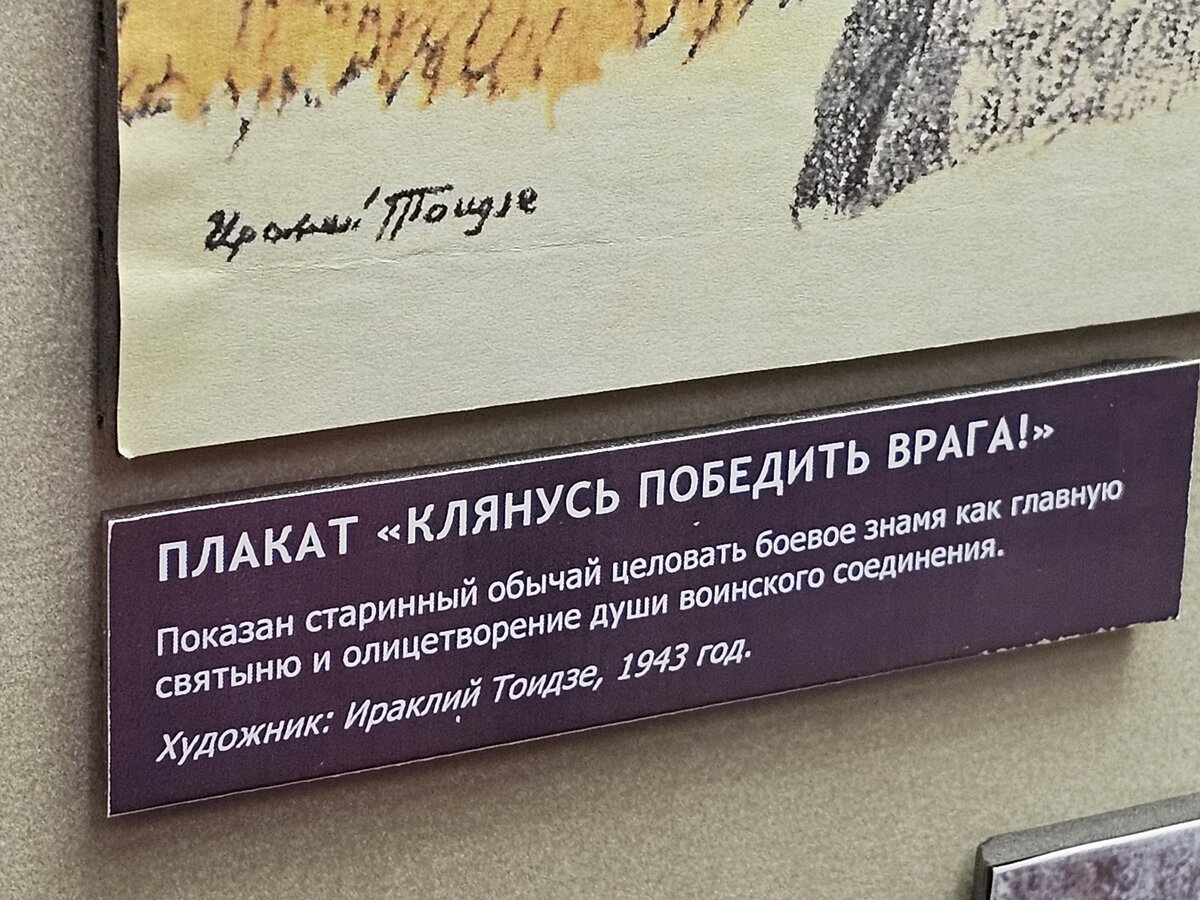 Ираклий Тоидзе
ПЛАКАТ «КЛЯНУСЬ ПОБЕДИТЬ ВРАГА!»
Показан старинный обычай целовать боевое знамя как главную
святыню и олицетворение души воинского соединения.
Художник: Ираклий Тоидзе, 1943 год.